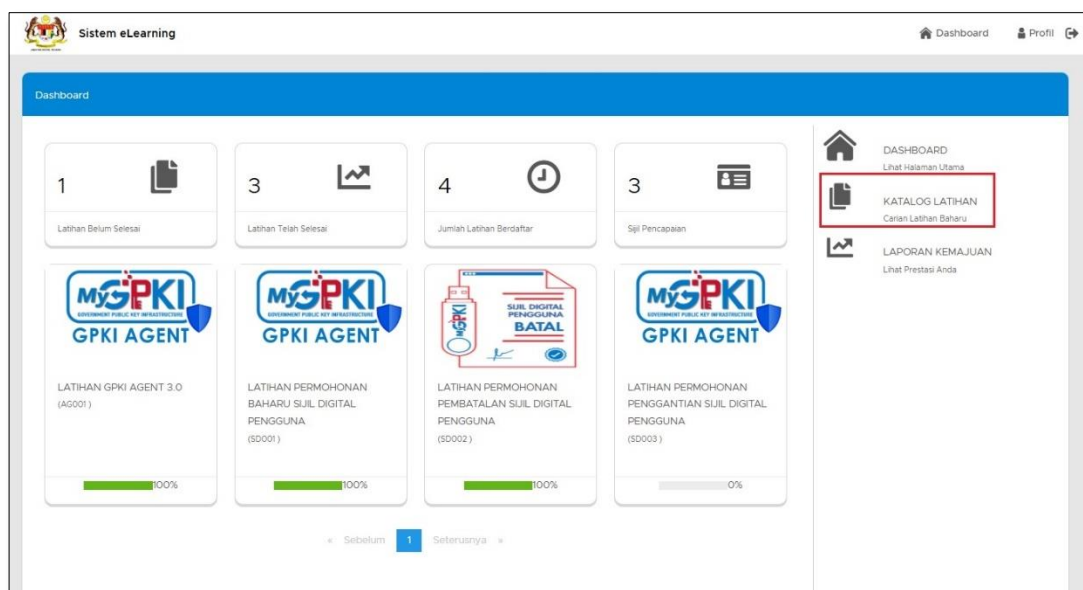 Sistem eLearning
Dashboard
Profil
Dashboard
1
Latihan Belum Selesai
3
Latihan Telah Selesai
4
Jumlah Latihan Berdaftar
3
Sijil Pencapaian
MyGPKI
GOVERNMENT PUBLIC KEY INFRASTRUCTURE
GPKI AGENT
LATIHAN GPKI AGENT 3.0
(AG001 )
100%
MyGPKI
GOVERNMENT PUBLIC KEY INFRASTRUCTURE
GPKI AGENT
LATIHAN PERMOHONAN
BAHARU SIJIL DIGITAL
PENGGUNA
(SD001 )
100%
MyGPKI
SIJIL DIGITAL
PENGGUNA
BATAL
LATIHAN PERMOHONAN
PEMBATALAN SIJIL DIGITAL
PENGGUNA
(SD002 )
100%
MyGPKI
GOVERNMENT PUBLIC KEY INFRASTRUCTURE
GPKI AGENT
LATIHAN PERMOHONAN
PENGGANTIAN SIJIL DIGITAL
PENGGUNA
(SD003 )
0%
« Sebelum 1 Seterusnya »
DASHBOARD
Lihat Halaman Utama
KATALOG LATIHAN
Carian Latihan Baharu
LAPORAN KEMAJUAN
Lihat Prestasi Anda